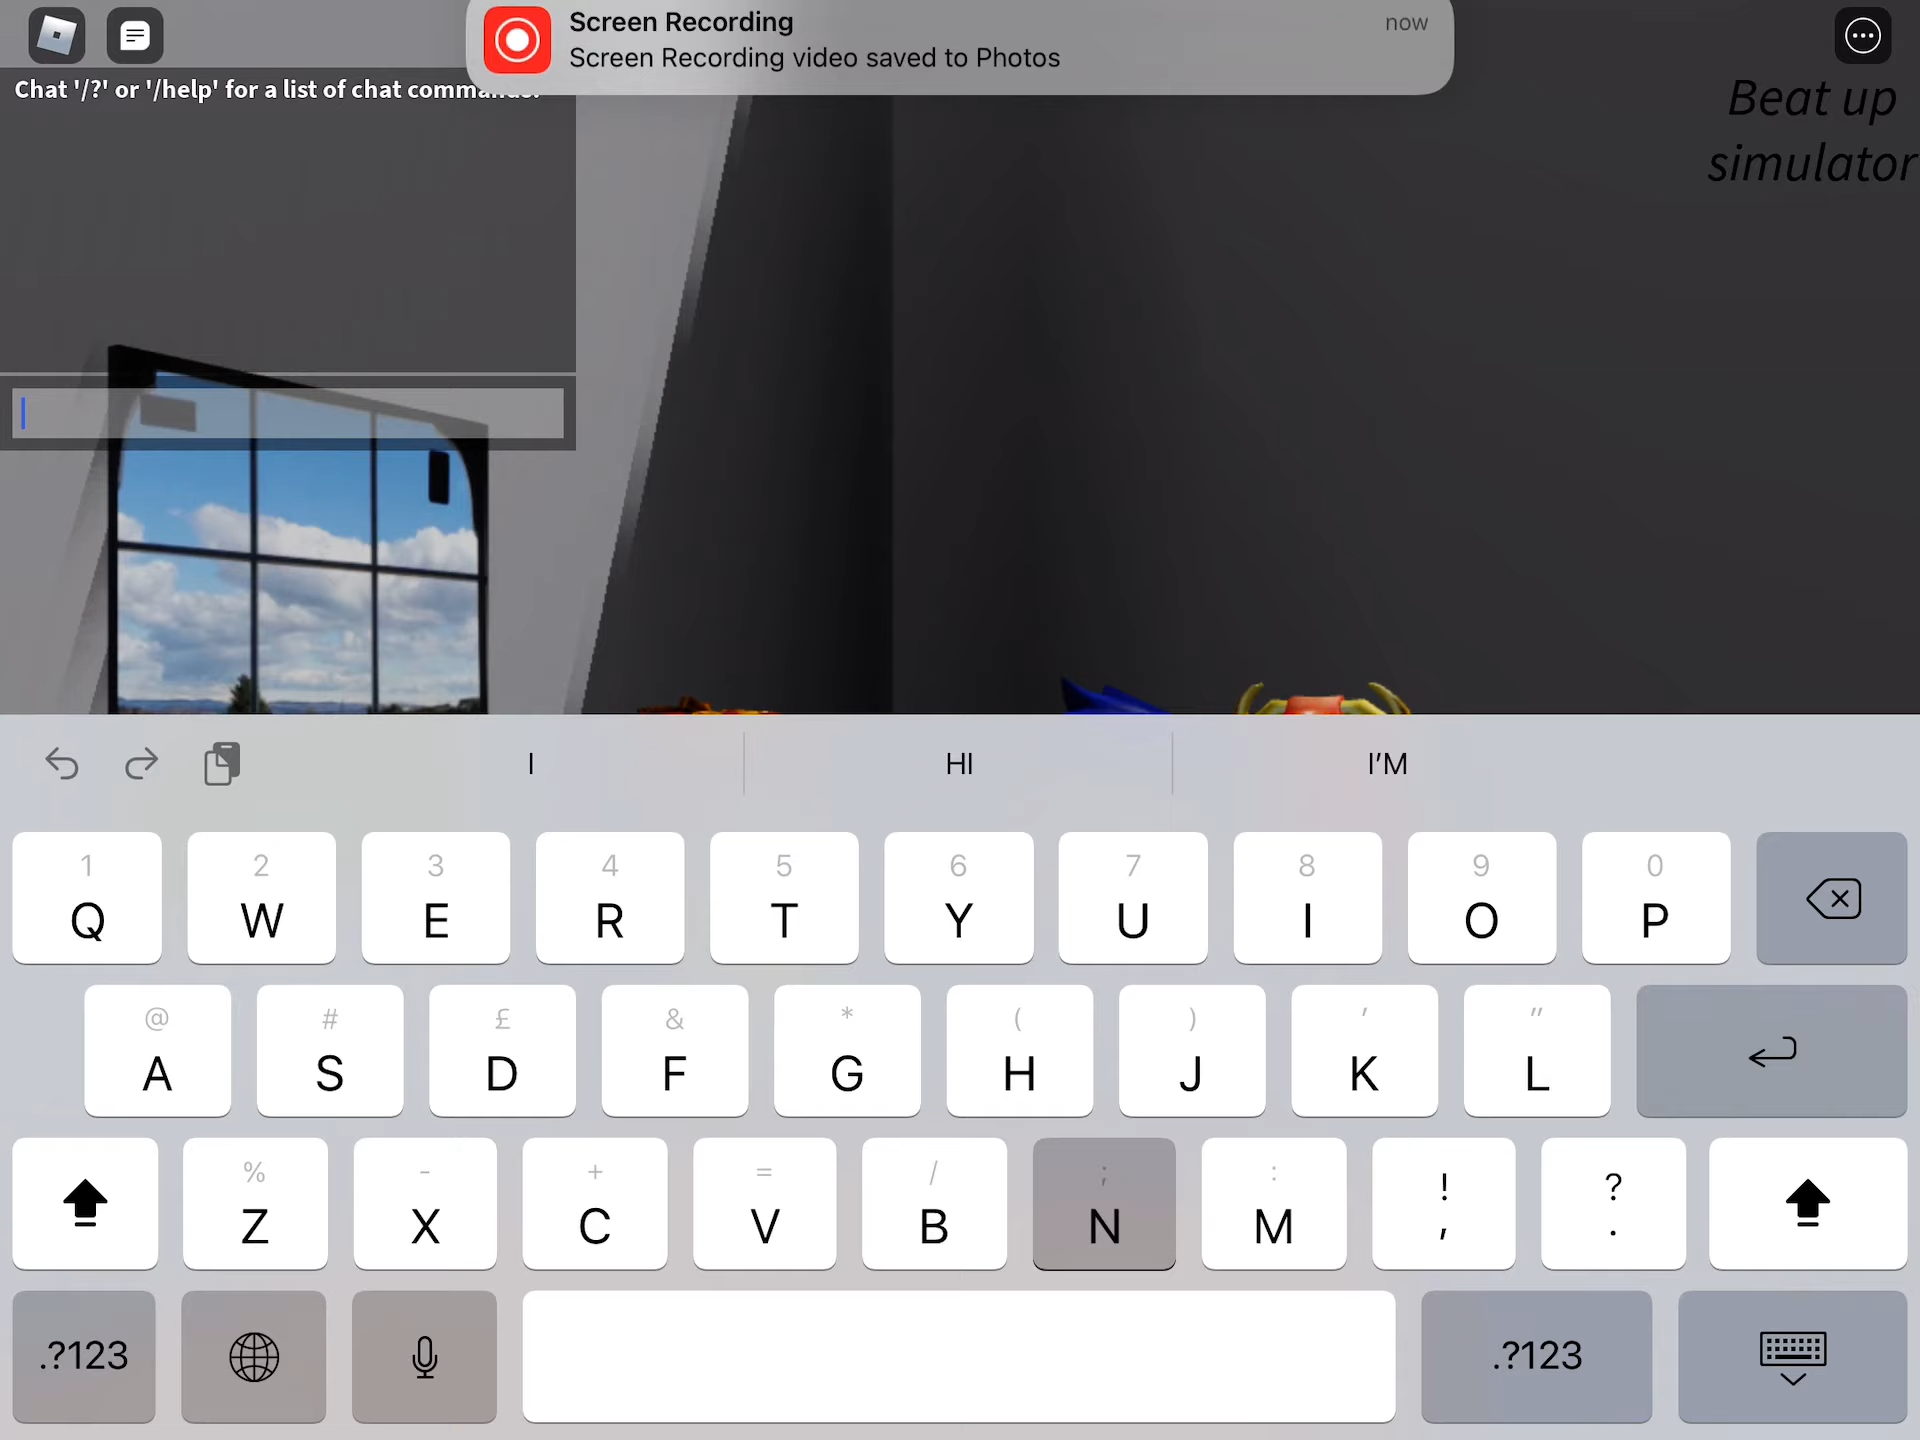 Screen Recording
now
Screen Recording video saved to Photos
Chat '/?' or '/help' for a list of chat commands.
Beat up
simulator
I
HI
I'M
1 2 3 4 5 6 7 8 9 0
Q W E R T Y U I O P
@ # £ & * ( ) ' "
A S D F G H J K L
% - + = / ; : ! ?
Z X C V B N M , .
.?123
.?123